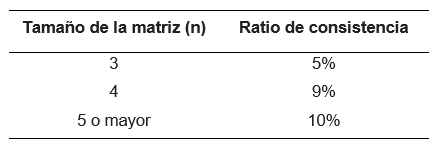 Tamaño de la matriz (n) Ratio de consistencia
3 5%
4 9%
5 o mayor 10%